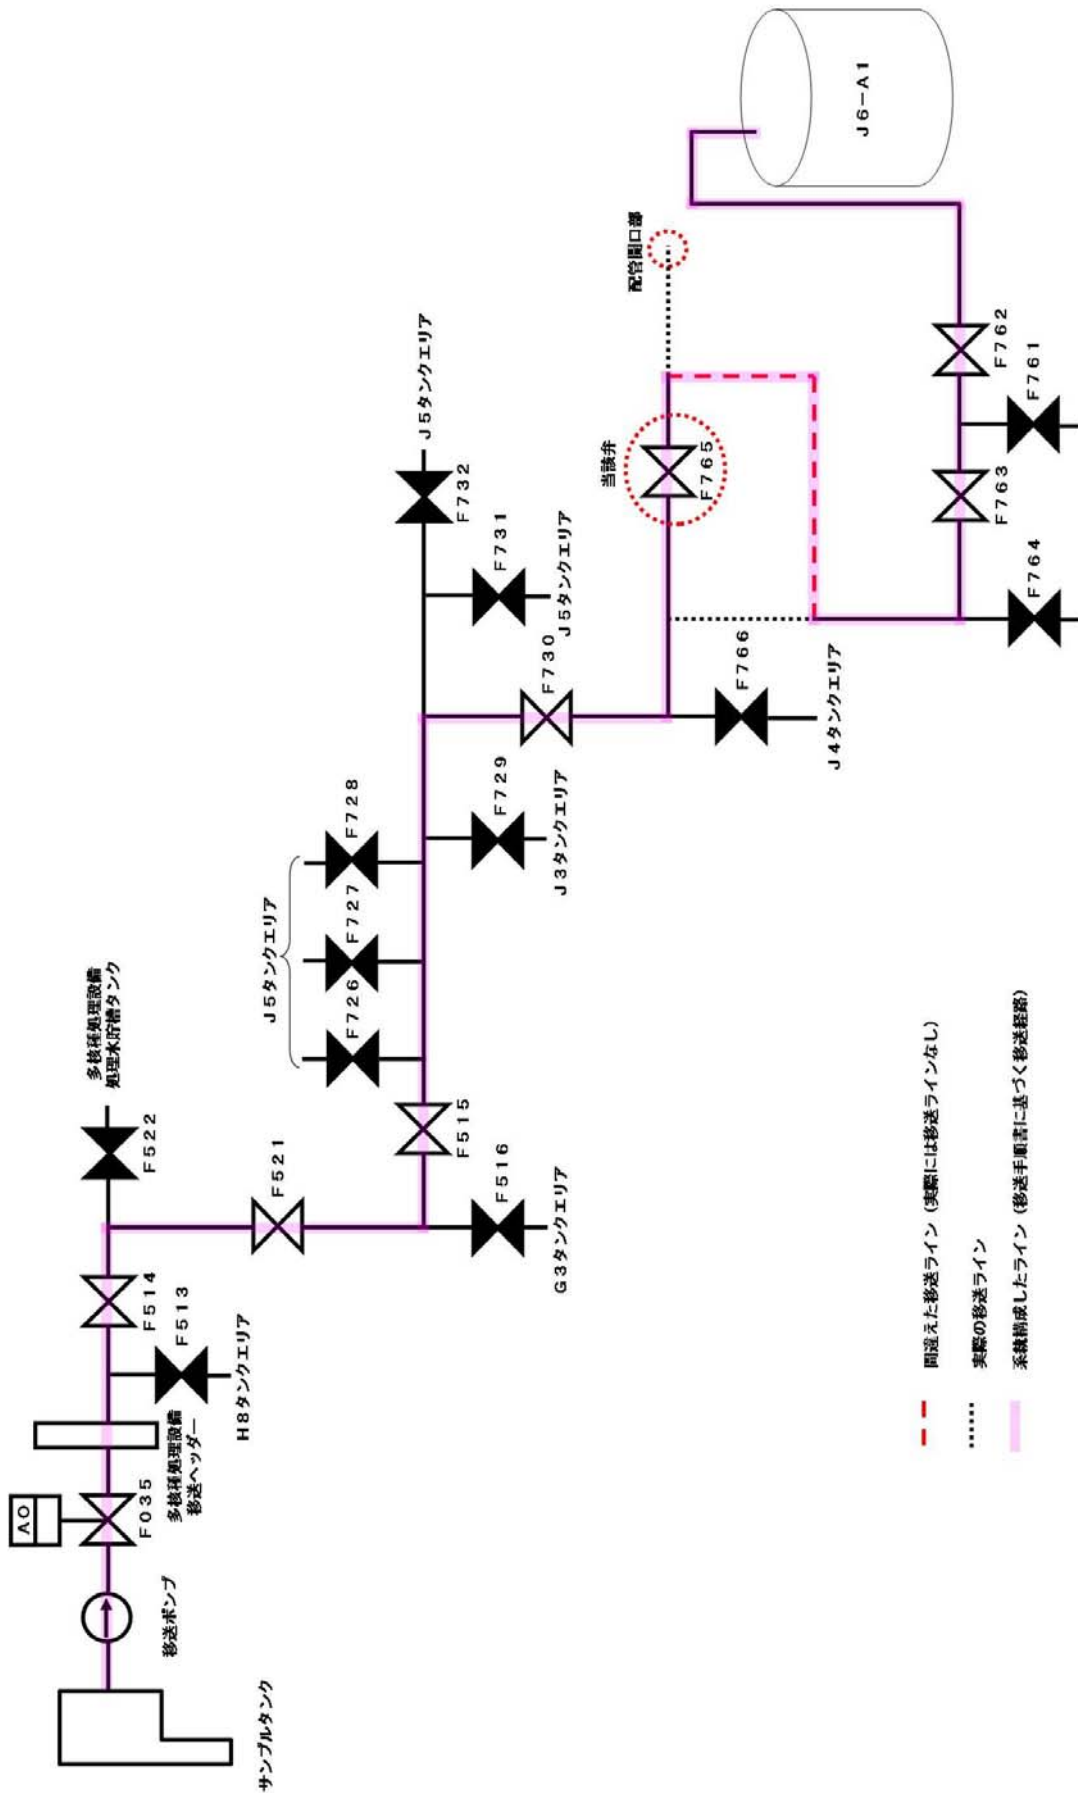 サンプルタンク
移送ポンプ
AO
F035
多核種処理設備
移送ヘッダー
F513
H8タンクエリア
F514
F522
多核種処理設備
処理水貯槽タンク
F521
F516
G3タンクエリア
F515
J5タンクエリア
F726
F727
F728
F729
J3タンクエリア
F730
F731
J5タンクエリア
F732
J5タンクエリア
F766
J4タンクエリア
当該弁
F765
配管開口部
F764
F763
F761
F762
J6-A1
間違えた移送ライン（実際には移送ラインなし）
実際の移送ライン
系統構成したライン（移送手順書に基づく移送経路）